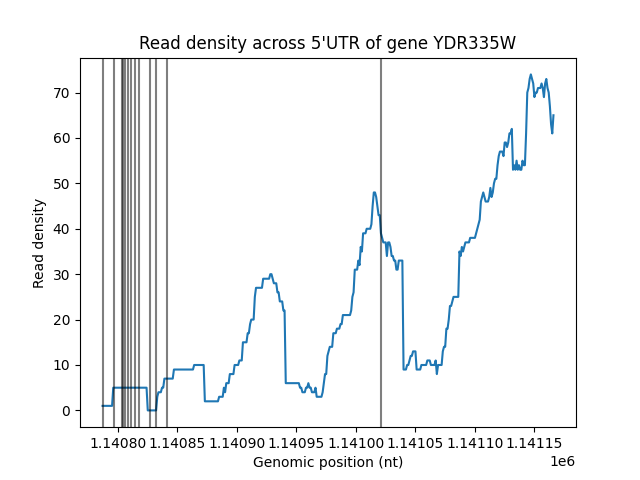 Read density across 5'UTR of gene YDR335W
70
60
50
40
30
20
10
0
Read density
1.14080 1.14085 1.14090 1.14095 1.14100 1.14105 1.14110 1.14115
1e6
Genomic position (nt)